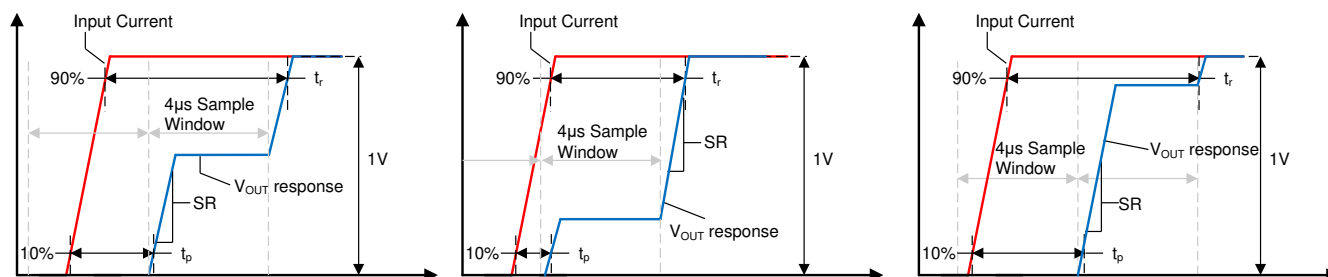 Input Current
90%
t_r
4µs Sample
Window
1V
V_OUT response
SR
10%
t_p
Input Current
90%
t_r
4µs Sample
Window
SR
1V
V_OUT response
10%
t_p
Input Current
90%
t_r
4µs Sample
Window
V_OUT response
1V
SR
10%
t_p